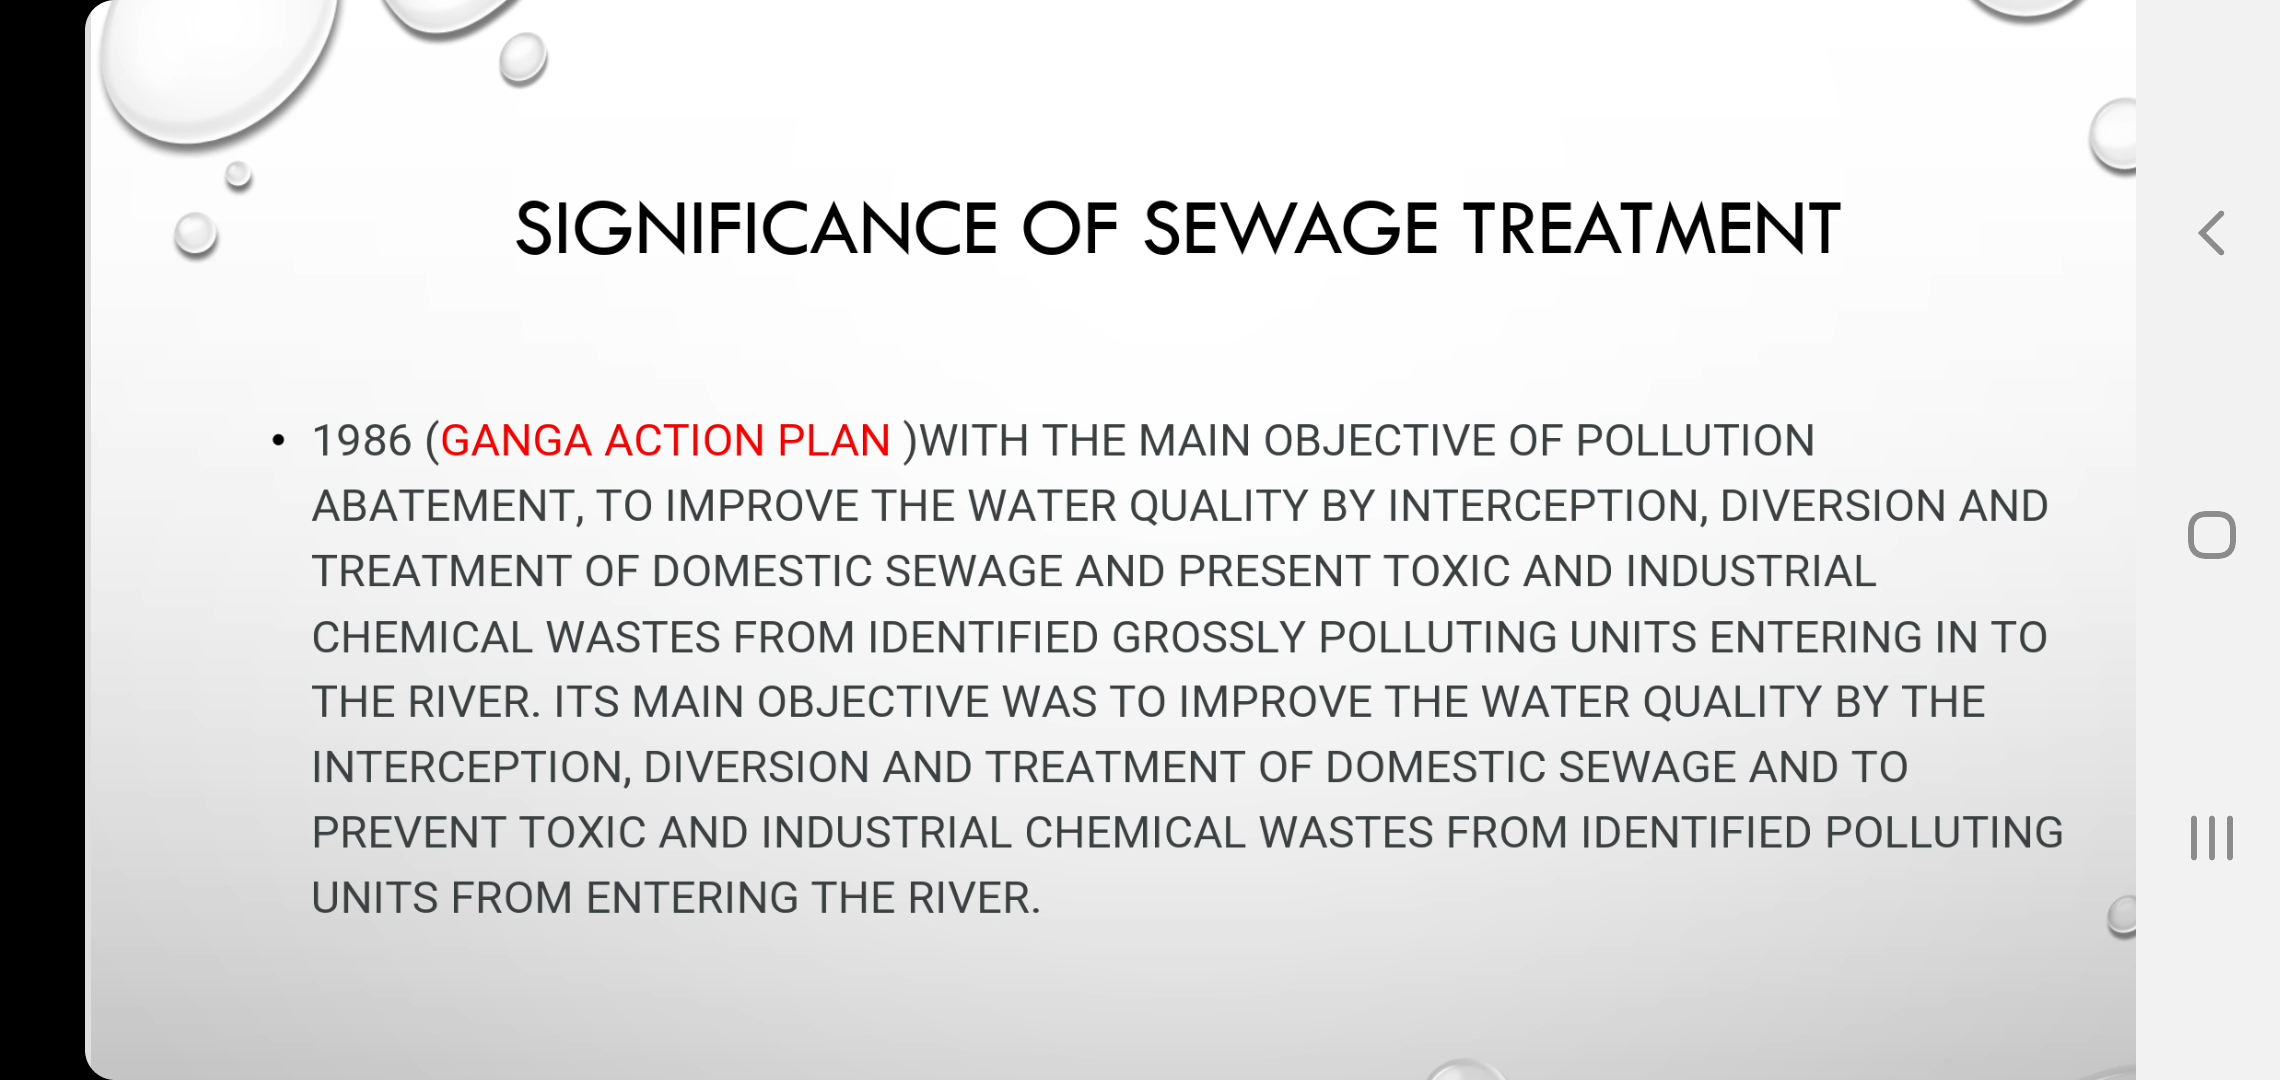 SIGNIFICANCE OF SEWAGE TREATMENT
• 1986 (GANGA ACTION PLAN )WITH THE MAIN OBJECTIVE OF POLLUTION
ABATEMENT, TO IMPROVE THE WATER QUALITY BY INTERCEPTION, DIVERSION AND
TREATMENT OF DOMESTIC SEWAGE AND PRESENT TOXIC AND INDUSTRIAL
CHEMICAL WASTES FROM IDENTIFIED GROSSLY POLLUTING UNITS ENTERING IN TO
THE RIVER. ITS MAIN OBJECTIVE WAS TO IMPROVE THE WATER QUALITY BY THE
INTERCEPTION, DIVERSION AND TREATMENT OF DOMESTIC SEWAGE AND TO
PREVENT TOXIC AND INDUSTRIAL CHEMICAL WASTES FROM IDENTIFIED POLLUTING
UNITS FROM ENTERING THE RIVER.